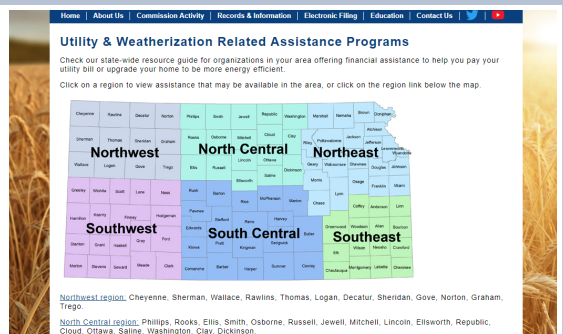 Home | About Us | Commission Activity | Records & Information | Electronic Filing | Education | Contact Us |
Utility & Weatherization Related Assistance Programs
Check our state-wide resource guide for organizations in your area offering financial assistance to help you pay your
utility bill or upgrade your home to be more energy efficient.
Click on a region to view assistance that may be available in the area, or click on the region link below the map.
Cheyenne Rawlins Decatur Norton Phillips Smith Jewell Republic Washington Marshall Nemaha Brown Doniphan
Atchison
Sherman Thomas Sheridan Graham Rooks Osborne Mitchell Cloud Clay Riley Pottawatomie Jackson Jefferson Leavenworth Wyandotte
Northwest North Central Northeast
Wallace Logan Gove Trego Ellis Russell Lincoln Ottawa Saline Dickinson Geary Wabaunsee Shawnee Douglas Johnson
Ellsworth Morris Osage Franklin Miami
Greeley Wichita Scott Lane Ness Rush Barton Rice McPherson Marion Chase Lyon Coffey Anderson Linn
Hamilton Kearny Finney Hodgeman Pawnee Stafford Reno Harvey
Southwest South Central Southeast
Stanton Grant Haskell Gray Ford Edwards Kiowa Pratt Kingman Sedgwick Butler Greenwood Woodson Allen Bourbon
Elk Wilson Neosho Crawford
Morton Stevens Seward Meade Clark Comanche Barber Harper Sumner Cowley Chautauqua Montgomery Labette Cherokee
Northwest region: Cheyenne, Sherman, Wallace, Rawlins, Thomas, Logan, Decatur, Sheridan, Gove, Norton, Graham,
Trego.
North Central region: Phillips, Rooks, Ellis, Smith, Osborne, Russell, Jewell, Mitchell, Lincoln, Ellsworth, Republic,
Cloud, Ottawa, Saline, Washington, Clay, Dickinson.